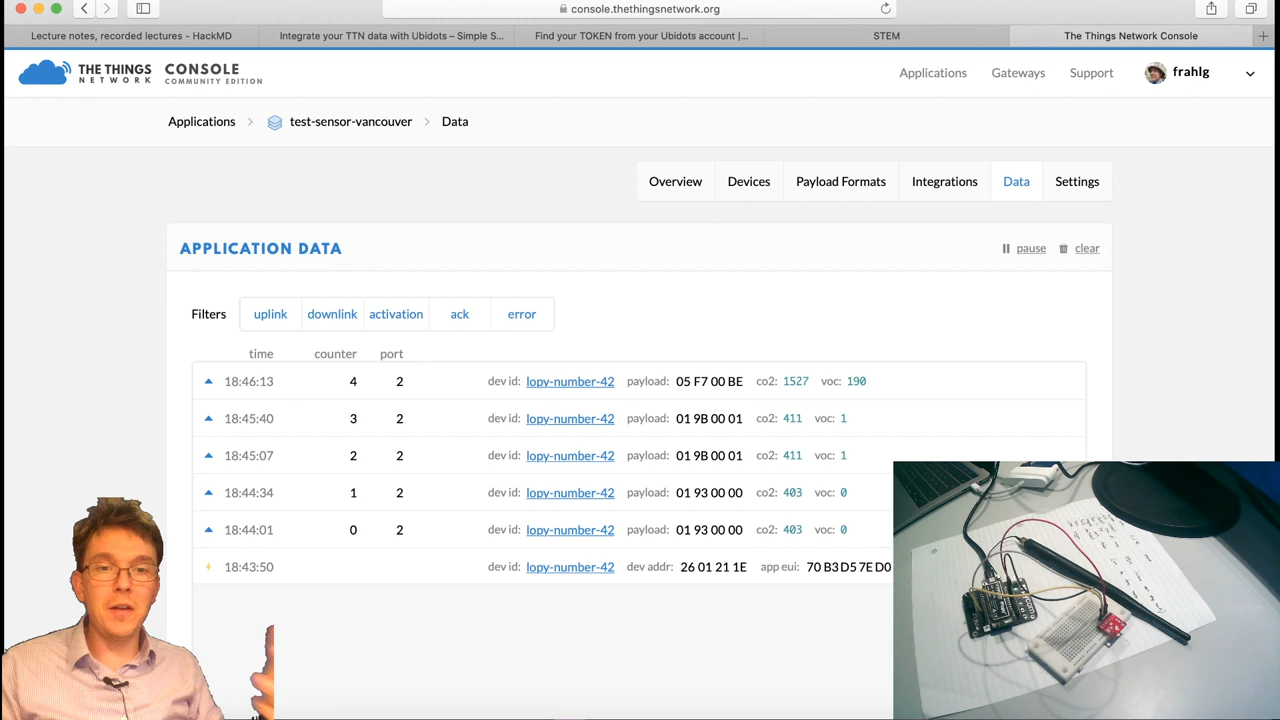 console.thethingsnetwork.org
Lecture notes, recorded lectures - HackMD
Integrate your TTN data with Ubidots – Simple S...
Find your TOKEN from your Ubidots account |...
STEM
The Things Network Console
THE THINGS NETWORK
CONSOLE
COMMUNITY EDITION
Applications
Gateways
Support
frahlg
Applications
test-sensor-vancouver
Data
Overview
Devices
Payload Formats
Integrations
Data
Settings
APPLICATION DATA
pause
clear
Filters uplink downlink activation ack error
time counter port
18:46:13 4 2 dev id: lopy-number-42 payload: 05 F7 00 BE co2: 1527 voc: 190
18:45:40 3 2 dev id: lopy-number-42 payload: 01 9B 00 01 co2: 411 voc: 1
18:45:07 2 2 dev id: lopy-number-42 payload: 01 9B 00 01 co2: 411 voc: 1
18:44:34 1 2 dev id: lopy-number-42 payload: 01 93 00 00 co2: 403 voc: 0
18:44:01 0 2 dev id: lopy-number-42 payload: 01 93 00 00 co2: 403 voc: 0
18:43:50 dev id: lopy-number-42 dev addr: 26 01 21 1E app eui: 70 B3 D5 7E D0